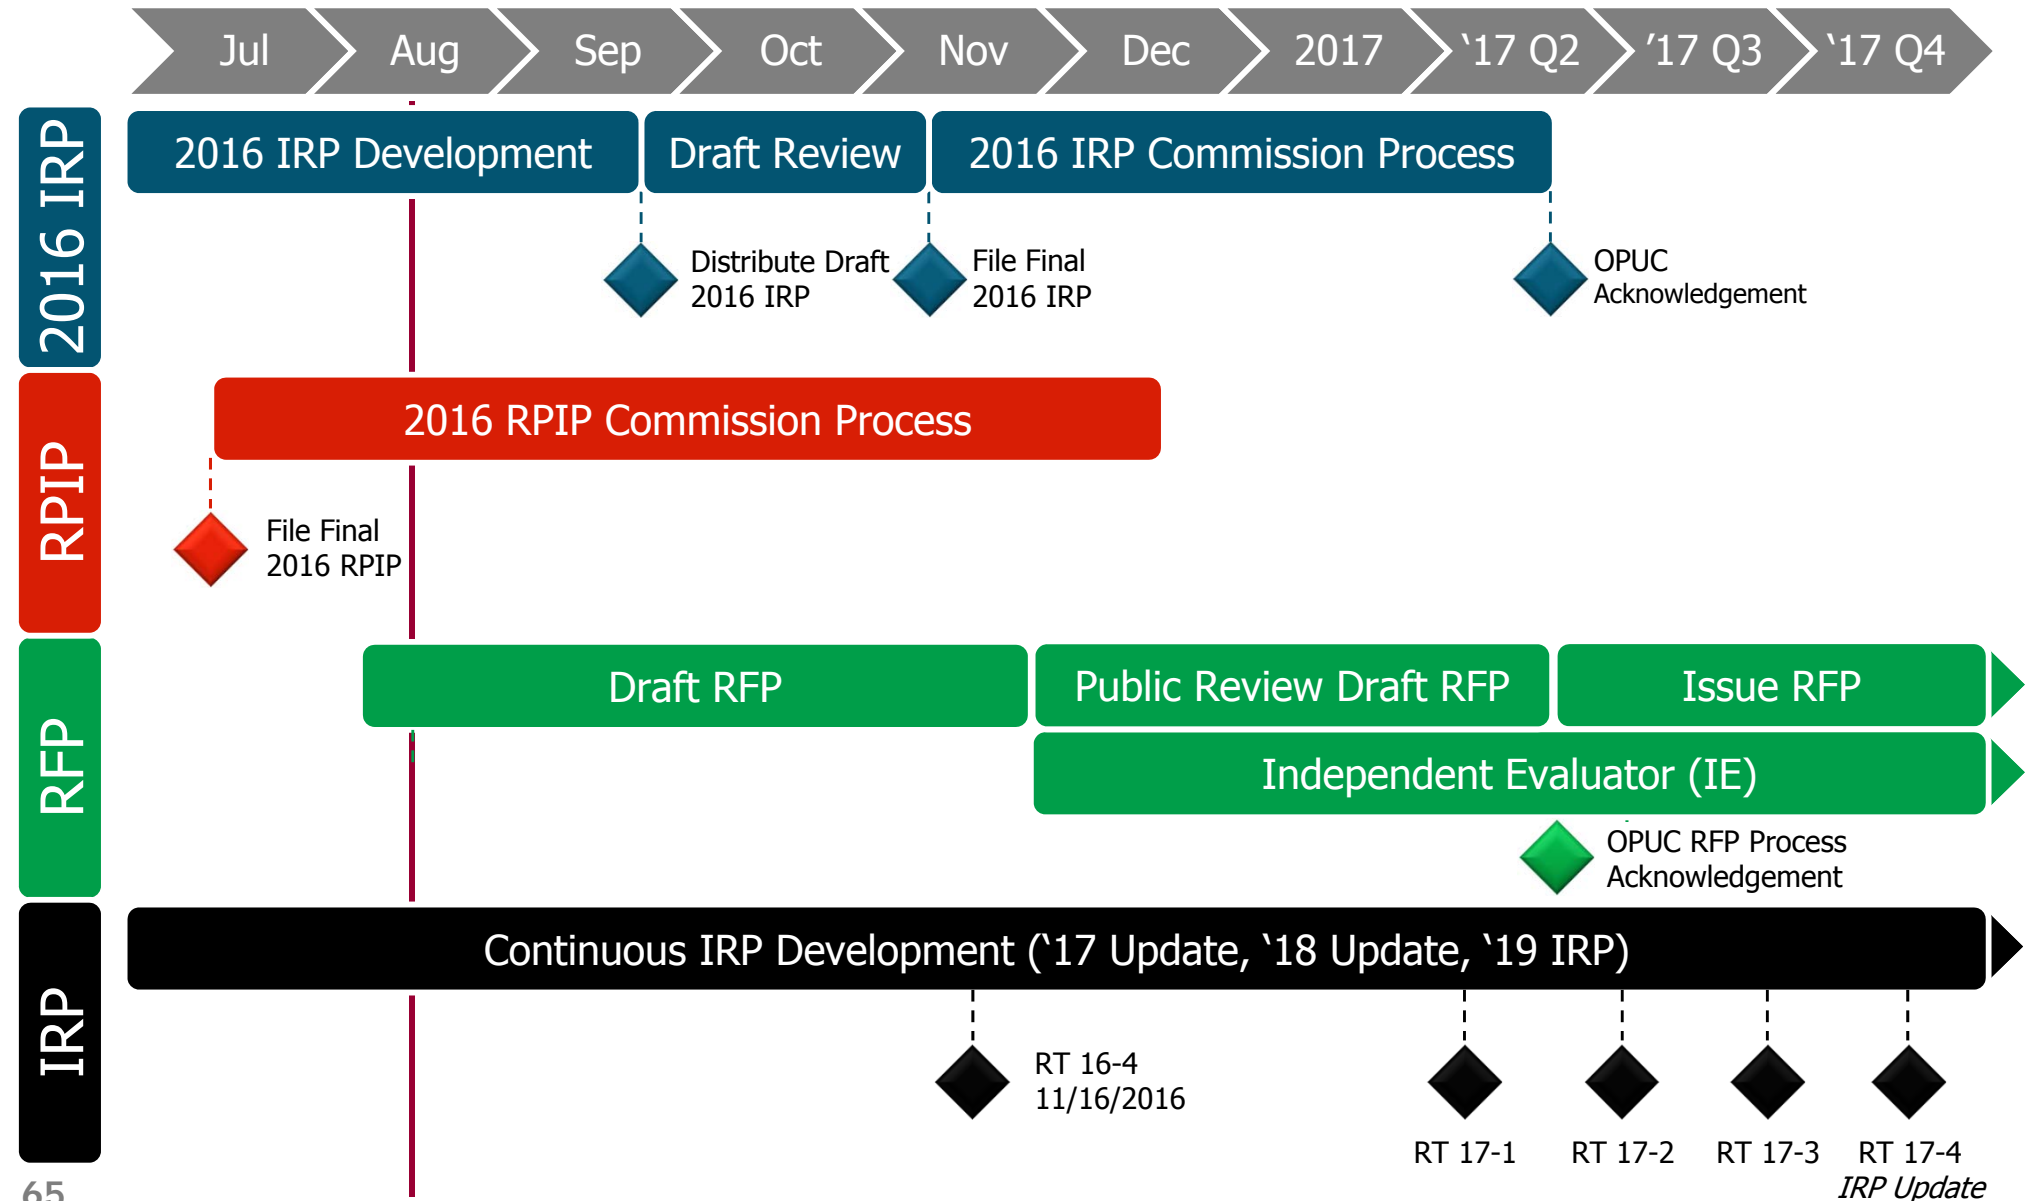 Jul Aug Sep Oct Nov Dec 2017 ‘17 Q2 ’17 Q3 ‘17 Q4
2016 IRP
2016 IRP Development Draft Review 2016 IRP Commission Process
Distribute Draft
2016 IRP
File Final
2016 IRP
OPUC
Acknowledgement
RPIP
2016 RPIP Commission Process
File Final
2016 RPIP
RFP
Draft RFP Public Review Draft RFP Issue RFP
Independent Evaluator (IE)
OPUC RFP Process
Acknowledgement
IRP
Continuous IRP Development (‘17 Update, ‘18 Update, ‘19 IRP)
RT 16-4
11/16/2016
RT 17-1 RT 17-2 RT 17-3 RT 17-4
IRP Update
65